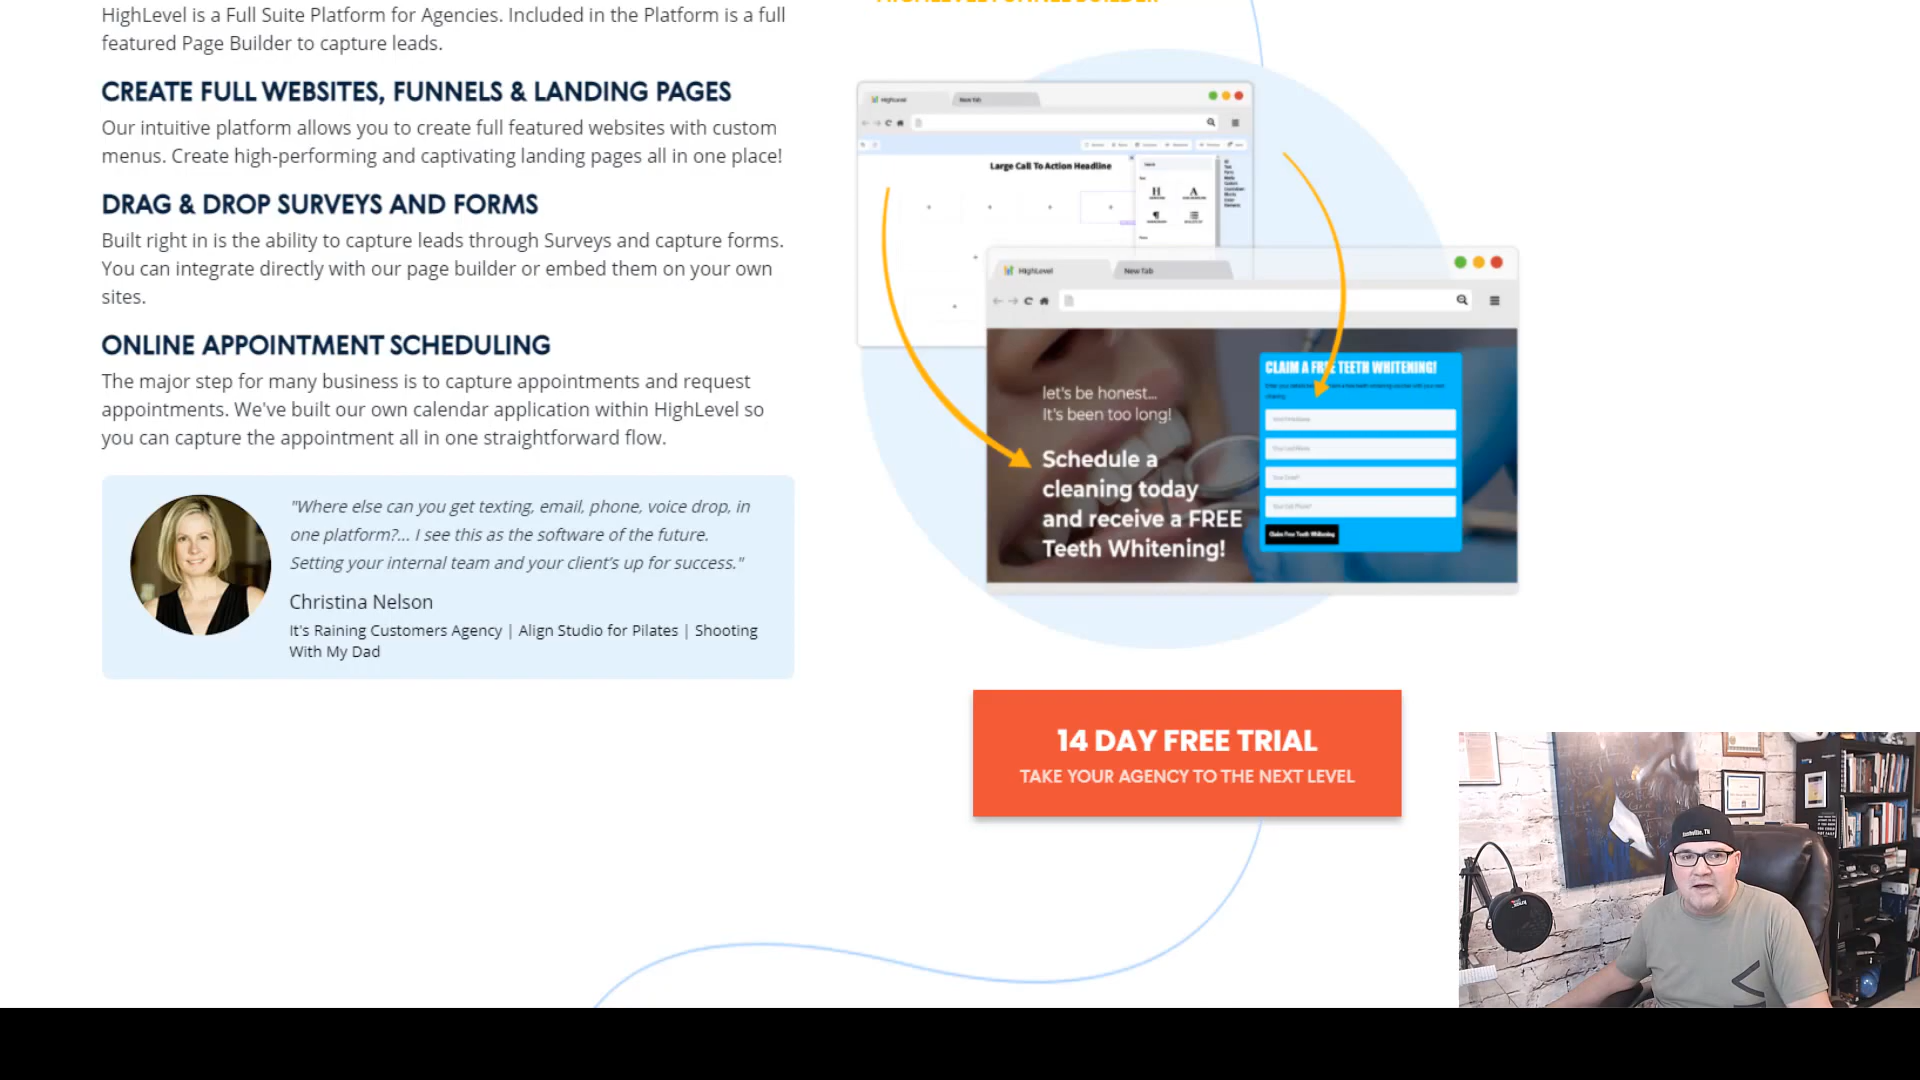 HighLevel is a Full Suite Platform for Agencies. Included in the Platform is a full
featured Page Builder to capture leads.
CREATE FULL WEBSITES, FUNNELS & LANDING PAGES
Our intuitive platform allows you to create full featured websites with custom
menus. Create high-performing and captivating landing pages all in one place!
DRAG & DROP SURVEYS AND FORMS
Built right in is the ability to capture leads through Surveys and capture forms.
You can integrate directly with our page builder or embed them on your own
sites.
ONLINE APPOINTMENT SCHEDULING
The major step for many business is to capture appointments and request
appointments. We've built our own calendar application within HighLevel so
you can capture the appointment all in one straightforward flow.
"Where else can you get texting, email, phone, voice drop, in
one platform?... I see this as the software of the future.
Setting your internal team and your client's up for success."
Christina Nelson
It's Raining Customers Agency | Align Studio for Pilates | Shooting
With My Dad
HighLevel
New Tab
Large Call To Action Headline
HighLevel
New Tab
let's be honest...
It's been too long!
Schedule a
cleaning today
and receive a FREE
Teeth Whitening!
CLAIM A FREE TEETH WHITENING!
Claim Free Teeth Whitening
14 DAY FREE TRIAL
TAKE YOUR AGENCY TO THE NEXT LEVEL